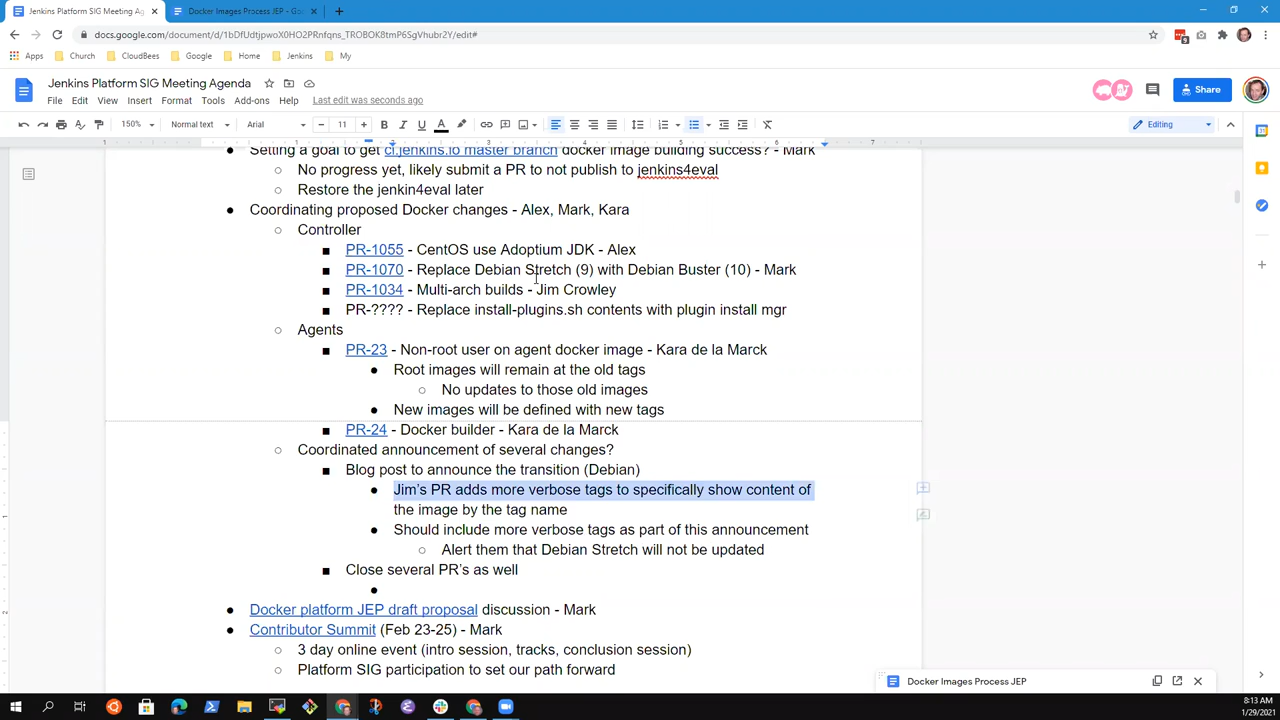 Jenkins Platform SIG Meeting Agenda
Docker Images Process JEP - Go
docs.google.com/document/d/1bDfUdtjpwoX0HO2PRnfqns_TROBOK8tmP6SgVhubr2Y/edit#
Apps Church CloudBees Google Home Jenkins My
Jenkins Platform SIG Meeting Agenda
File Edit View Insert Format Tools Add-ons Help Last edit was seconds ago
Share
150% Normal text Arial 11 Editing
Setting a goal to get ci.jenkins.io master branch docker image building success? - Mark
No progress yet, likely submit a PR to not publish to jenkins4eval
Restore the jenkin4eval later
Coordinating proposed Docker changes - Alex, Mark, Kara
Controller
PR-1055 - CentOS use Adoptium JDK - Alex
PR-1070 - Replace Debian Stretch (9) with Debian Buster (10) - Mark
PR-1034 - Multi-arch builds - Jim Crowley
PR-???? - Replace install-plugins.sh contents with plugin install mgr
Agents
PR-23 - Non-root user on agent docker image - Kara de la Marck
Root images will remain at the old tags
No updates to those old images
New images will be defined with new tags
PR-24 - Docker builder - Kara de la Marck
Coordinated announcement of several changes?
Blog post to announce the transition (Debian)
Jim's PR adds more verbose tags to specifically show content of
the image by the tag name
Should include more verbose tags as part of this announcement
Alert them that Debian Stretch will not be updated
Close several PR's as well
Docker platform JEP draft proposal discussion - Mark
Contributor Summit (Feb 23-25) - Mark
3 day online event (intro session, tracks, conclusion session)
Platform SIG participation to set our path forward
Docker Images Process JEP
8:13 AM
1/29/2021